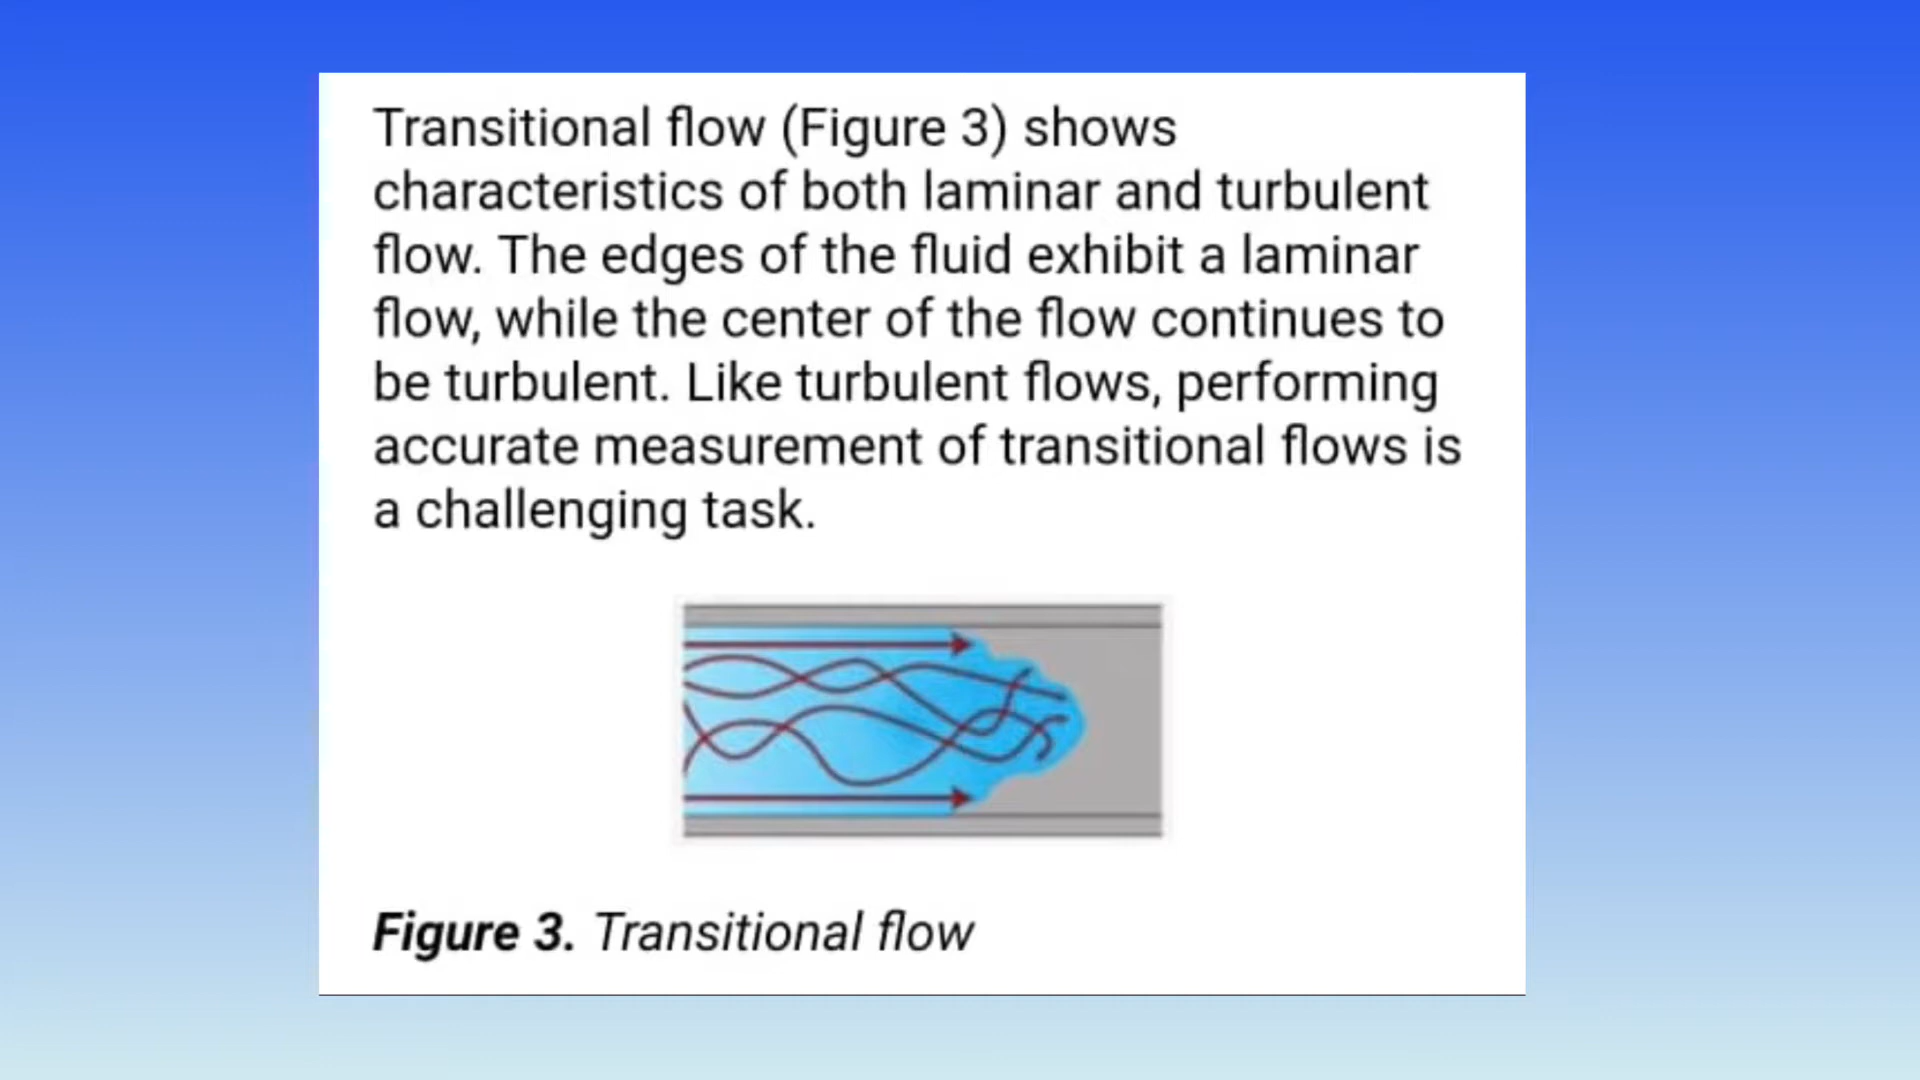 Transitional flow (Figure 3) shows
characteristics of both laminar and turbulent
flow. The edges of the fluid exhibit a laminar
flow, while the center of the flow continues to
be turbulent. Like turbulent flows, performing
accurate measurement of transitional flows is
a challenging task.
Figure 3. Transitional flow